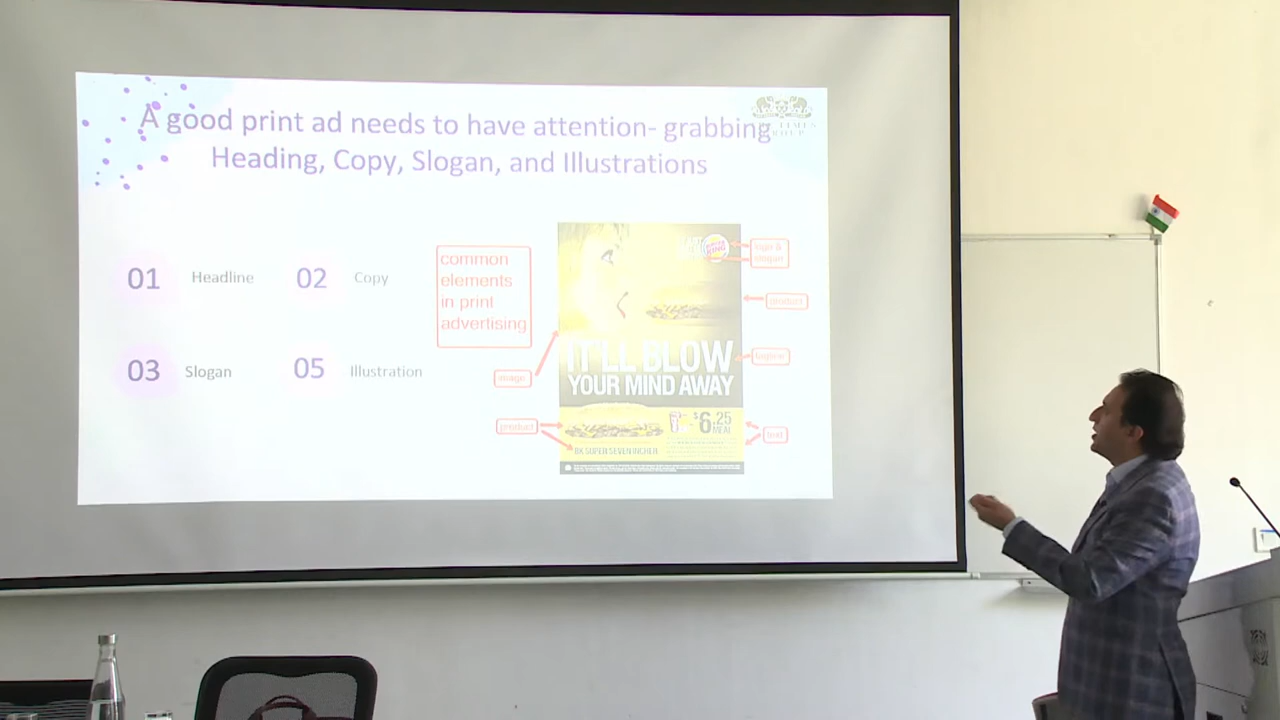 A good print ad needs to have attention- grabbing
Heading, Copy, Slogan, and Illustrations
01 Headline
02 Copy
03 Slogan
05 Illustration
common
elements
in print
advertising
image
product
logo &
slogan
product
tagline
text
BURGER
KING
IT'LL BLOW
YOUR MIND AWAY
$6.25
MEAL
BK SUPER SEVEN INCHER